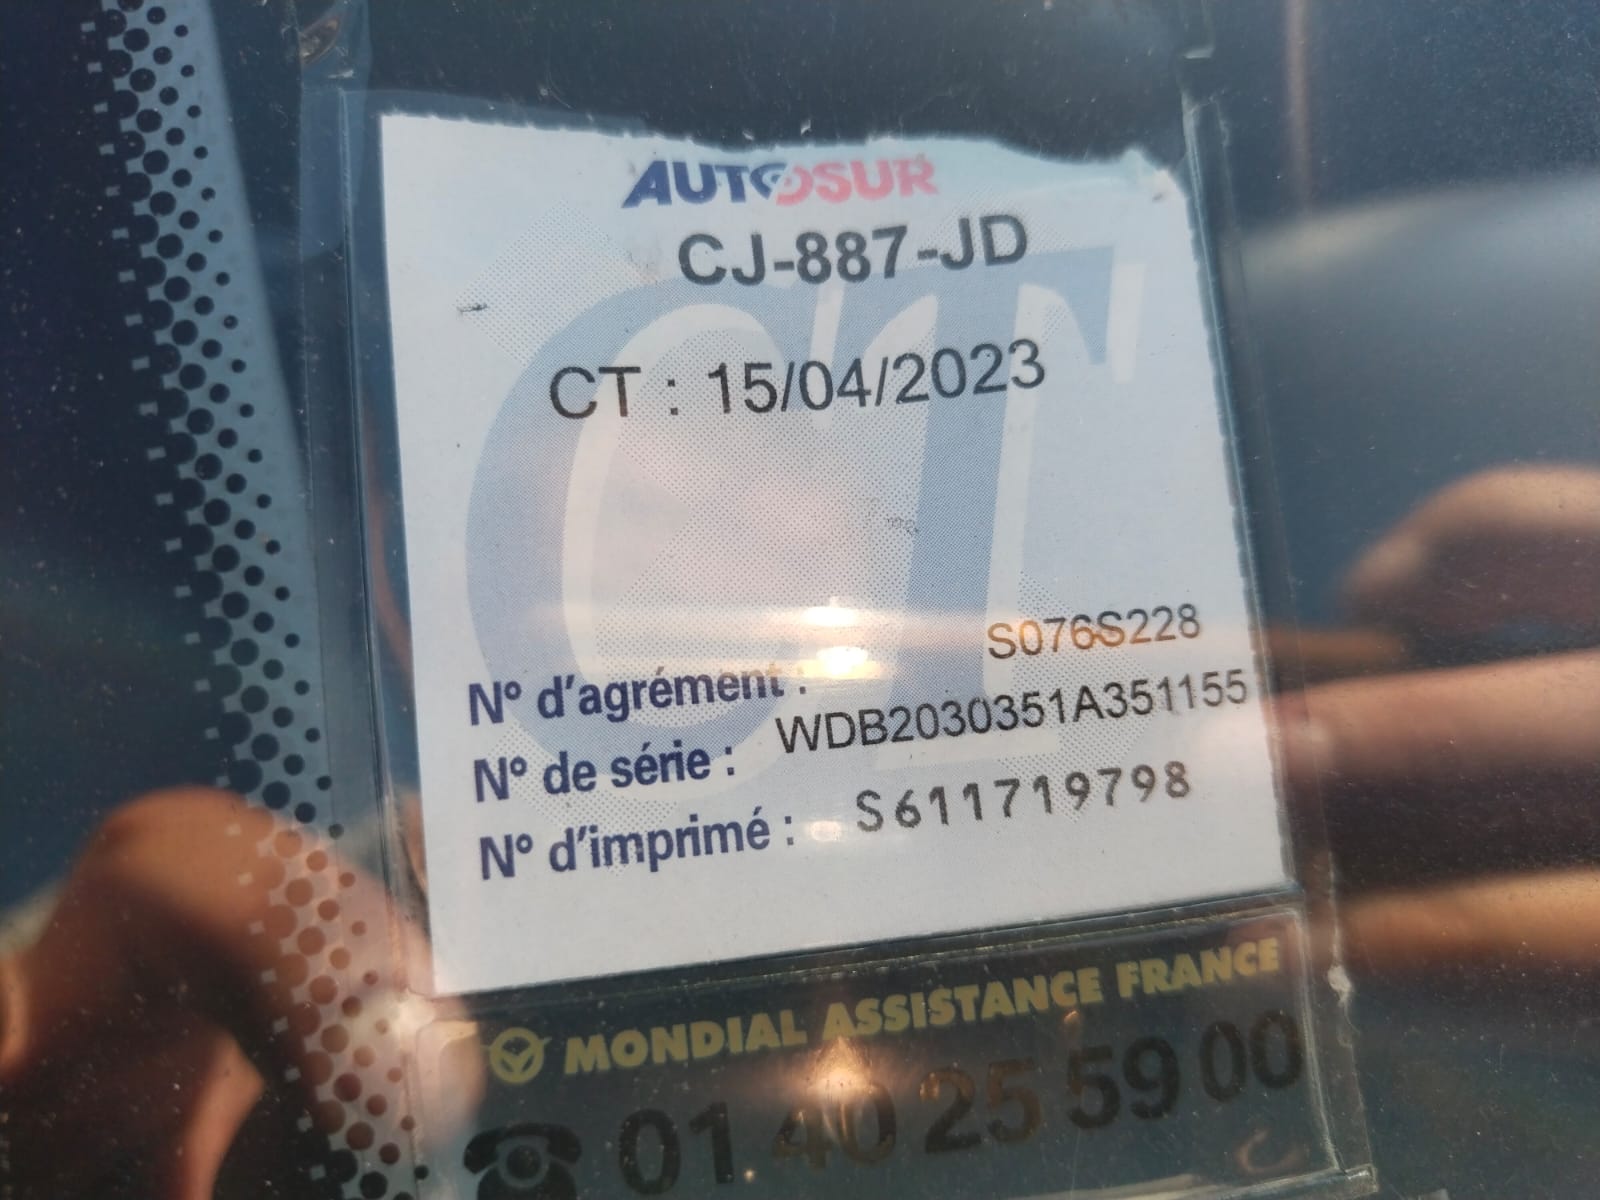 AUTOSUR
CJ-887-JD
CT
CT : 15/04/2023
N° d'agrément : S076S228
N° de série : WDB2030351A351155
N° d'imprimé : S611719798
MONDIAL ASSISTANCE FRANCE
01 40 25 59 00